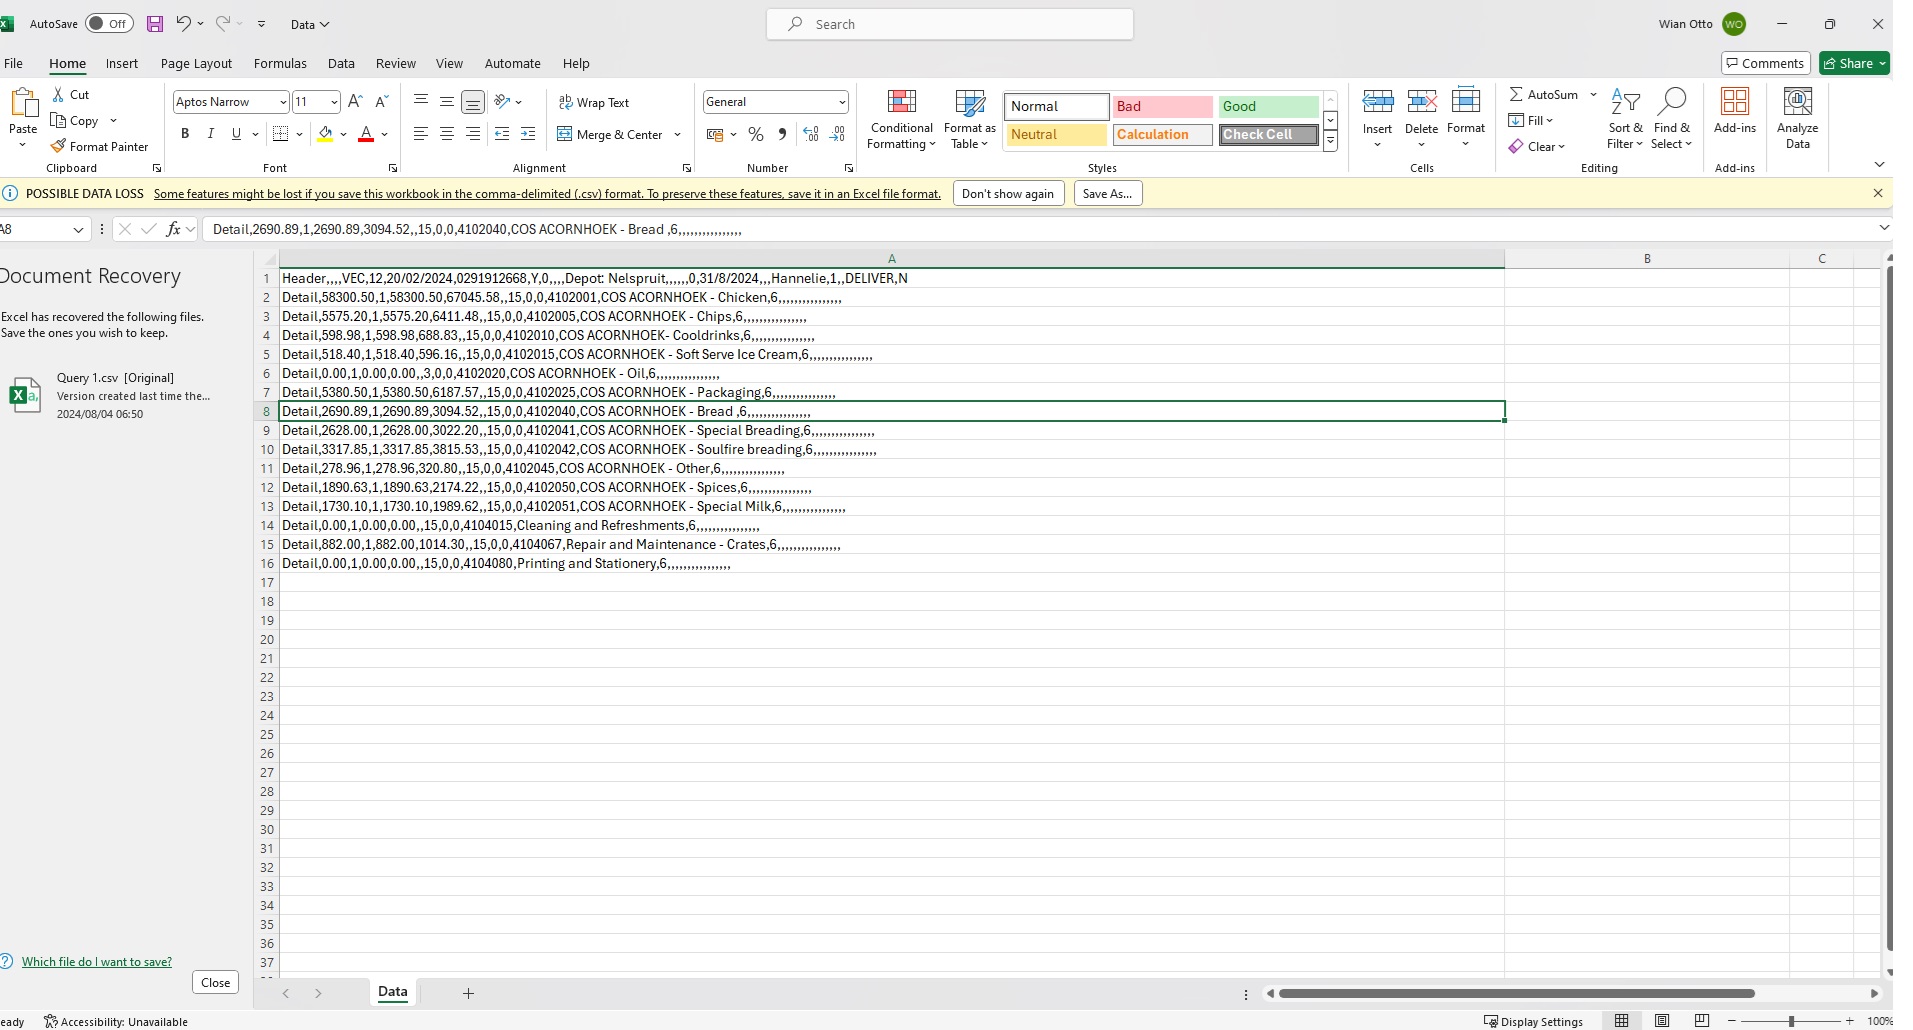 AutoSave Off Data Search Wian Otto WO
File Home Insert Page Layout Formulas Data Review View Automate Help Comments Share
Paste Cut Copy Format Painter Clipboard
Aptos Narrow 11 B I U Font
Wrap Text Merge & Center Alignment
General % Number
Conditional Formatting Format as Table Normal Bad Good Neutral Calculation Check Cell Styles
Insert Delete Format Cells
AutoSum Fill Clear Sort & Filter Find & Select Editing
Add-ins Add-ins
Analyze Data
POSSIBLE DATA LOSS Some features might be lost if you save this workbook in the comma-delimited (.csv) format. To preserve these features, save it in an Excel file format. Don't show again Save As...
A8 fx Detail,2690.89,1,2690.89,3094.52,,15,0,0,4102040,COS ACORNHOEK - Bread ,6,,,,,,,,,,,,,,,,
Document Recovery
Excel has recovered the following files.
Save the ones you wish to keep.
Query 1.csv [Original]
Version created last time the...
2024/08/04 06:50
Which file do I want to save?
Close
A B C
1 Header,,,,VEC,12,20/02/2024,0291912668,Y,0,,,,Depot: Nelspruit,,,,,,0,31/8/2024,,,Hannelie,1,,DELIVER,N
2 Detail,58300.50,1,58300.50,67045.58,,15,0,0,4102001,COS ACORNHOEK - Chicken,6,,,,,,,,,,,,,,,,
3 Detail,5575.20,1,5575.20,6411.48,,15,0,0,4102005,COS ACORNHOEK - Chips,6,,,,,,,,,,,,,,,,
4 Detail,598.98,1,598.98,688.83,,15,0,0,4102010,COS ACORNHOEK- Cooldrinks,6,,,,,,,,,,,,,,,,
5 Detail,518.40,1,518.40,596.16,,15,0,0,4102015,COS ACORNHOEK - Soft Serve Ice Cream,6,,,,,,,,,,,,,,,,
6 Detail,0.00,1,0.00,0.00,,3,0,0,4102020,COS ACORNHOEK - Oil,6,,,,,,,,,,,,,,,,
7 Detail,5380.50,1,5380.50,6187.57,,15,0,0,4102025,COS ACORNHOEK - Packaging,6,,,,,,,,,,,,,,,,
8 Detail,2690.89,1,2690.89,3094.52,,15,0,0,4102040,COS ACORNHOEK - Bread ,6,,,,,,,,,,,,,,,,
9 Detail,2628.00,1,2628.00,3022.20,,15,0,0,4102041,COS ACORNHOEK - Special Breading,6,,,,,,,,,,,,,,,,
10 Detail,3317.85,1,3317.85,3815.53,,15,0,0,4102042,COS ACORNHOEK - Soulfire breading,6,,,,,,,,,,,,,,,,
11 Detail,278.96,1,278.96,320.80,,15,0,0,4102045,COS ACORNHOEK - Other,6,,,,,,,,,,,,,,,,
12 Detail,1890.63,1,1890.63,2174.22,,15,0,0,4102050,COS ACORNHOEK - Spices,6,,,,,,,,,,,,,,,,
13 Detail,1730.10,1,1730.10,1989.62,,15,0,0,4102051,COS ACORNHOEK - Special Milk,6,,,,,,,,,,,,,,,,
14 Detail,0.00,1,0.00,0.00,,15,0,0,4104015,Cleaning and Refreshments,6,,,,,,,,,,,,,,,,
15 Detail,882.00,1,882.00,1014.30,,15,0,0,4104067,Repair and Maintenance - Crates,6,,,,,,,,,,,,,,,,
16 Detail,0.00,1,0.00,0.00,,15,0,0,4104080,Printing and Stationery,6,,,,,,,,,,,,,,,,
17
18
19
20
21
22
23
24
25
26
27
28
29
30
31
32
33
34
35
36
37
Data
eady Accessibility: Unavailable Display Settings 100%